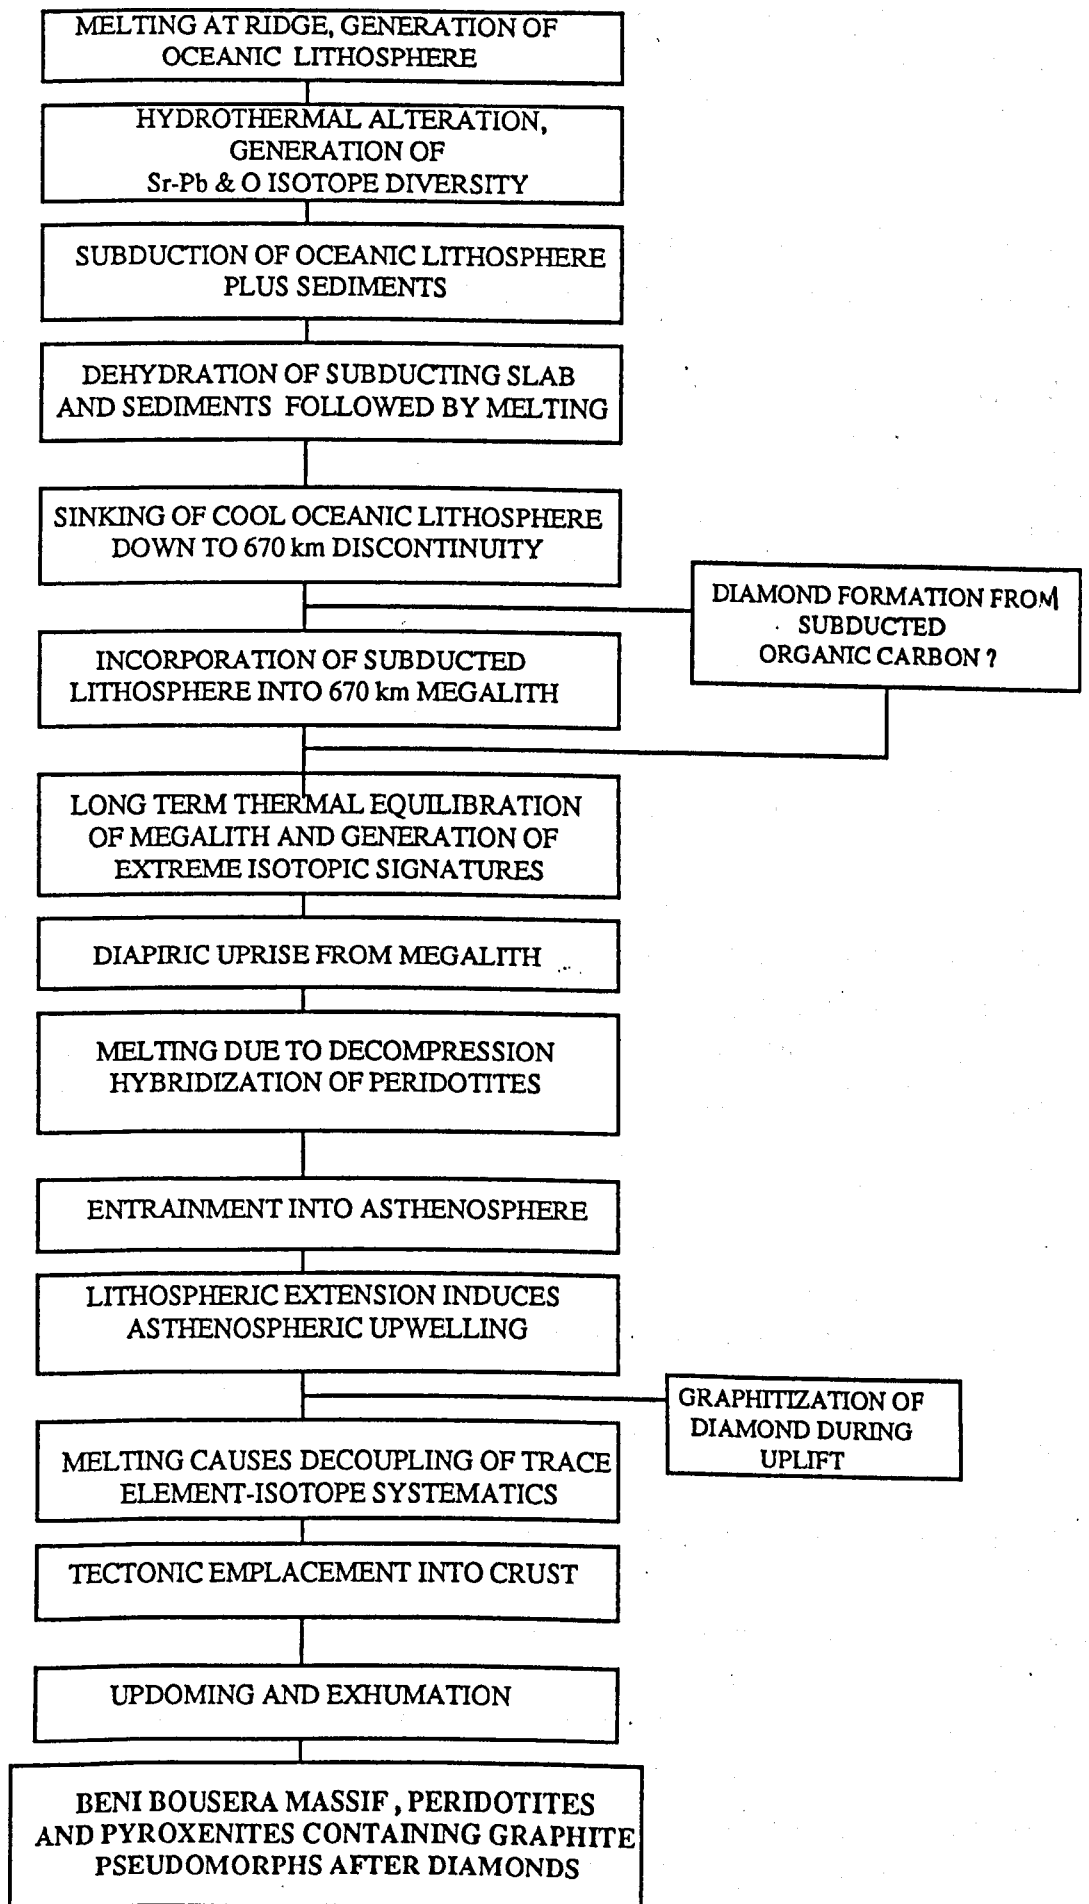 MELTING AT RIDGE, GENERATION OF
OCEANIC LITHOSPHERE
HYDROTHERMAL ALTERATION,
GENERATION OF
Sr-Pb & O ISOTOPE DIVERSITY
SUBDUCTION OF OCEANIC LITHOSPHERE
PLUS SEDIMENTS
DEHYDRATION OF SUBDUCTING SLAB
AND SEDIMENTS FOLLOWED BY MELTING
SINKING OF COOL OCEANIC LITHOSPHERE
DOWN TO 670 km DISCONTINUITY
DIAMOND FORMATION FROM
SUBDUCTED
ORGANIC CARBON ?
INCORPORATION OF SUBDUCTED
LITHOSPHERE INTO 670 km MEGALITH
LONG TERM THERMAL EQUILIBRATION
OF MEGALITH AND GENERATION OF
EXTREME ISOTOPIC SIGNATURES
DIAPIRIC UPRISE FROM MEGALITH
MELTING DUE TO DECOMPRESSION
HYBRIDIZATION OF PERIDOTITES
ENTRAINMENT INTO ASTHENOSPHERE
LITHOSPHERIC EXTENSION INDUCES
ASTHENOSPHERIC UPWELLING
GRAPHITIZATION OF
DIAMOND DURING
UPLIFT
MELTING CAUSES DECOUPLING OF TRACE
ELEMENT-ISOTOPE SYSTEMATICS
TECTONIC EMPLACEMENT INTO CRUST
UPDOMING AND EXHUMATION
BENI BOUSERA MASSIF , PERIDOTITES
AND PYROXENITES CONTAINING GRAPHITE
PSEUDOMORPHS AFTER DIAMONDS